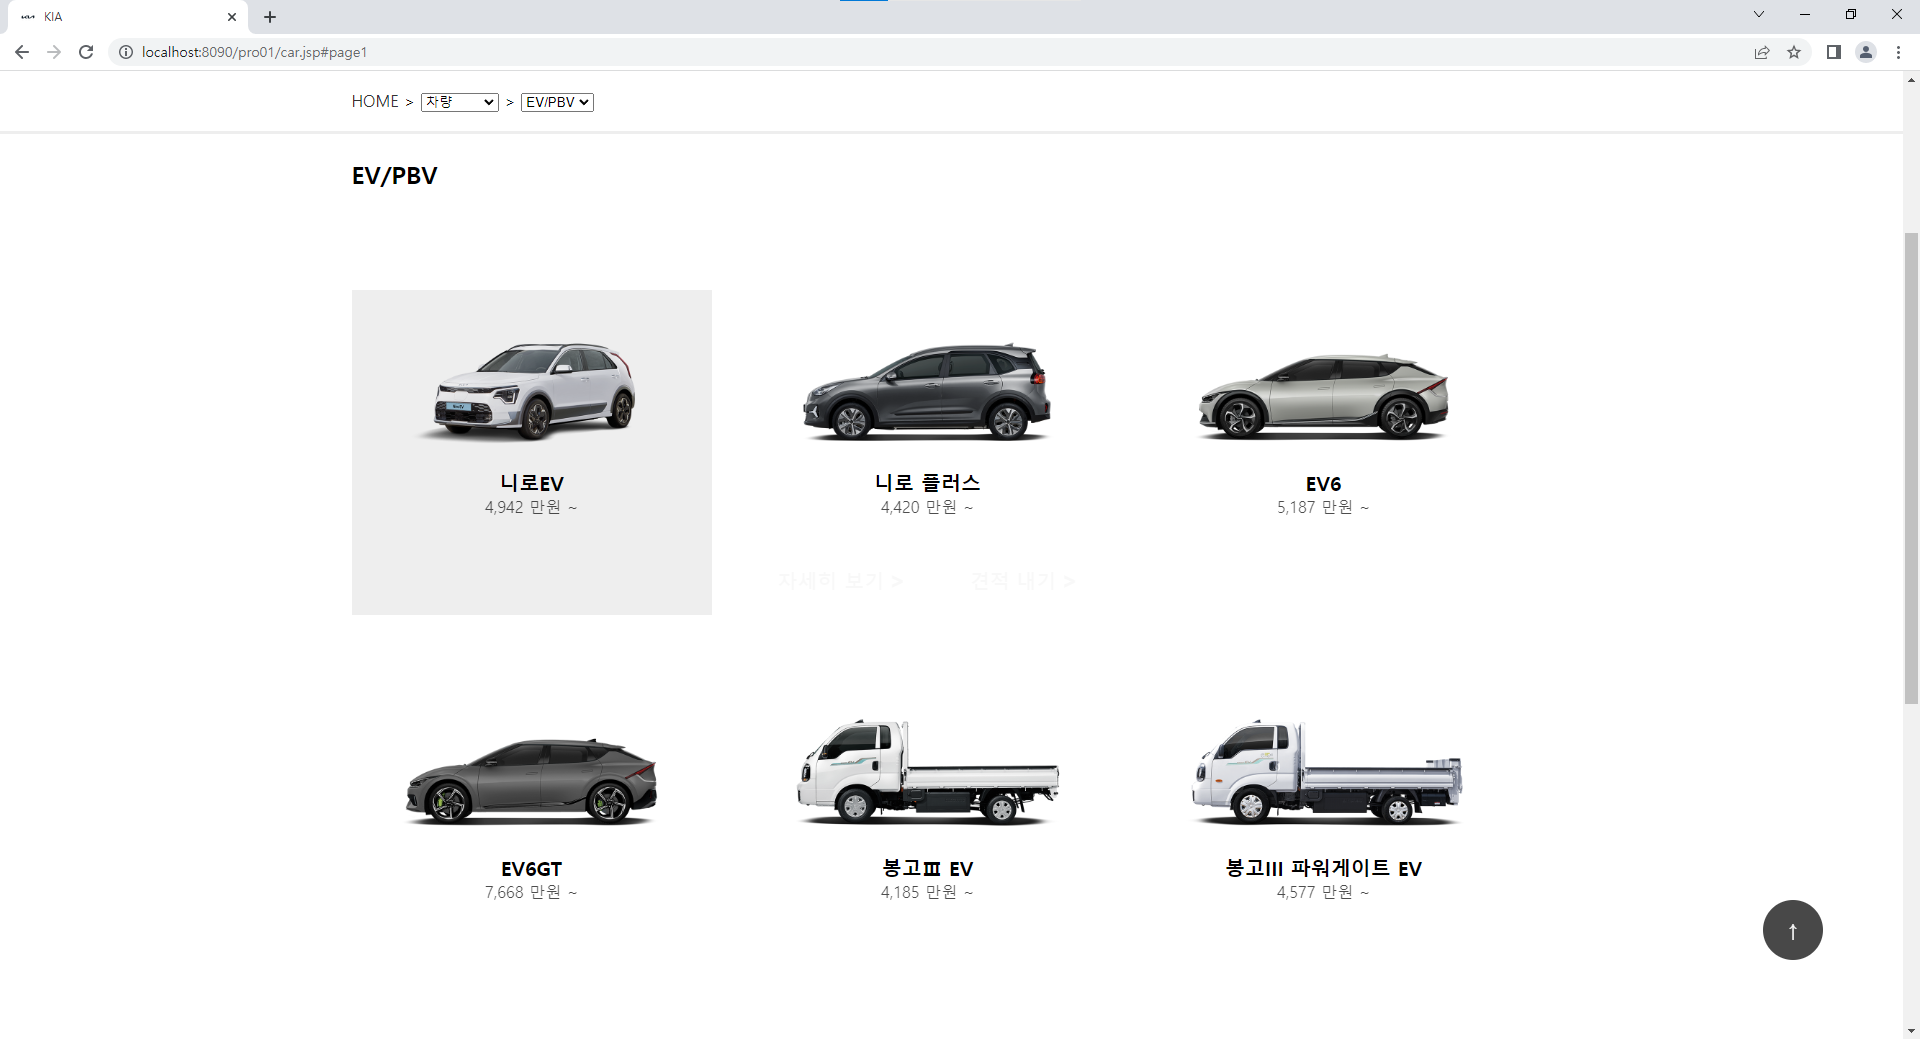 KIA
localhost:8090/pro01/car.jsp#page1
HOME > 차량 > EV/PBV
EV/PBV
니로EV
4,942 만원 ~
니로 플러스
4,420 만원 ~
EV6
5,187 만원 ~
자세히 보기 >
견적 내기 >
EV6GT
7,668 만원 ~
봉고Ⅲ EV
4,185 만원 ~
봉고III 파워게이트 EV
4,577 만원 ~
↑